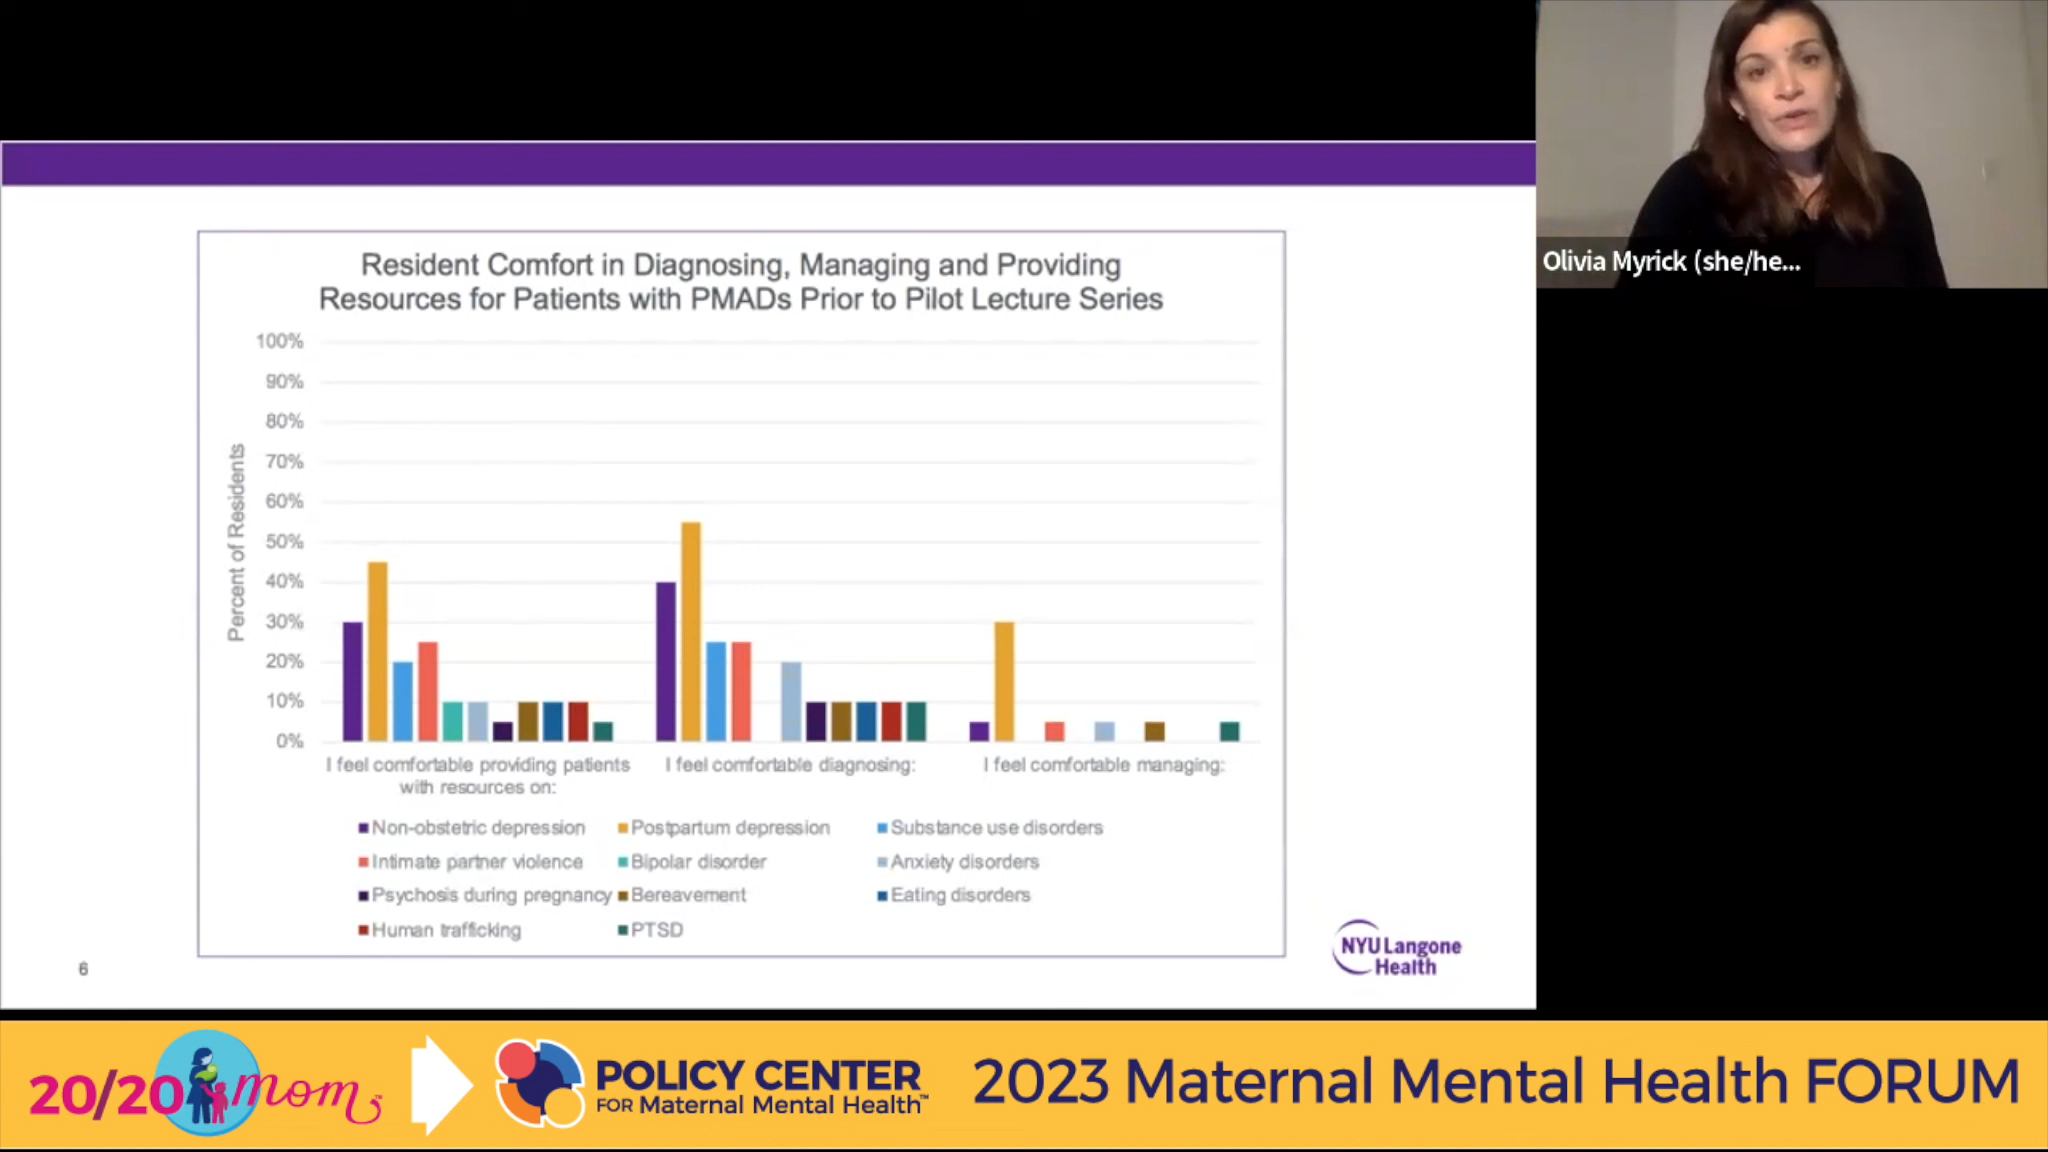 Olivia Myrick (she/he...
Resident Comfort in Diagnosing, Managing and Providing
Resources for Patients with PMADs Prior to Pilot Lecture Series
Percent of Residents
100%
90%
80%
70%
60%
50%
40%
30%
20%
10%
0%
I feel comfortable providing patients
with resources on:
I feel comfortable diagnosing:
I feel comfortable managing:
Non-obstetric depression
Postpartum depression
Substance use disorders
Intimate partner violence
Bipolar disorder
Anxiety disorders
Psychosis during pregnancy
Bereavement
Eating disorders
Human trafficking
PTSD
6
NYU Langone
Health
20/20 mom™
POLICY CENTER
FOR Maternal Mental Health™
2023 Maternal Mental Health FORUM